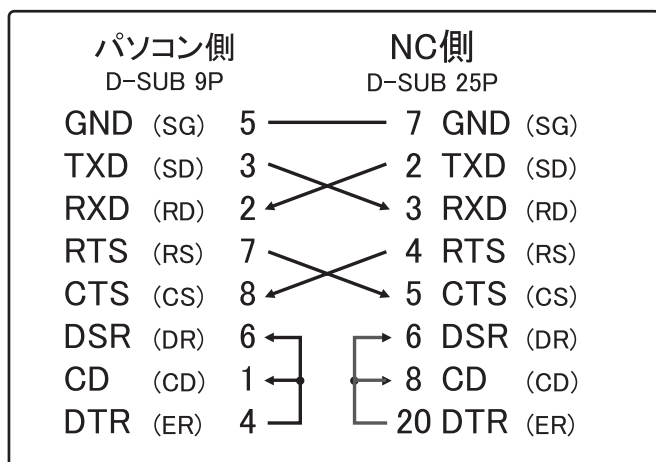 パソコン側 NC側
D-SUB 9P D-SUB 25P
GND (SG) 5 7 GND (SG)
TXD (SD) 3 2 TXD (SD)
RXD (RD) 2 3 RXD (RD)
RTS (RS) 7 4 RTS (RS)
CTS (CS) 8 5 CTS (CS)
DSR (DR) 6 6 DSR (DR)
CD (CD) 1 8 CD (CD)
DTR (ER) 4 20 DTR (ER)